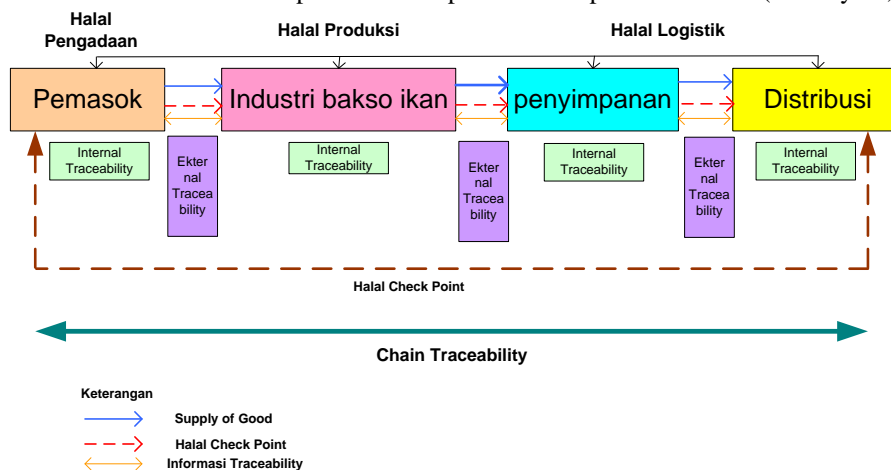 Halal
Pengadaan
Halal Produksi
Halal Logistik
Pemasok
Industri bakso ikan
penyimpanan
Distribusi
Internal
Traceability
Ekter
nal
Tracea
bility
Internal
Traceability
Ekter
nal
Tracea
bility
Internal
Traceability
Ekter
nal
Tracea
bility
Internal
Traceability
Halal Check Point
Chain Traceability
Keterangan
Supply of Good
Halal Check Point
Informasi Traceability